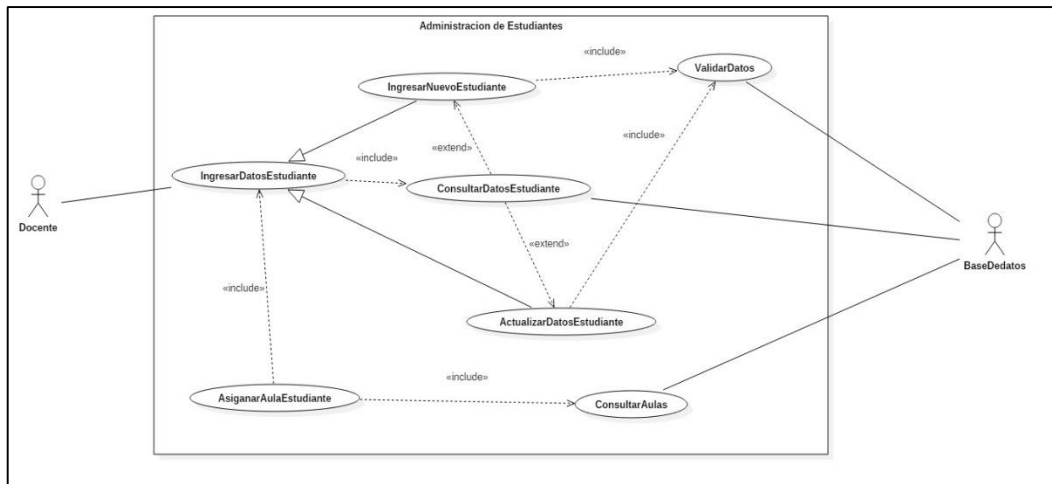 Administracion de Estudiantes
«include»
ValidarDatos
IngresarNuevoEstudiante
«include»
«extend»
«include»
IngresarDatosEstudiante
ConsultarDatosEstudiante
Docente
«extend»
BaseDedatos
«include»
ActualizarDatosEstudiante
«include»
AsiganarAulaEstudiante
ConsultarAulas